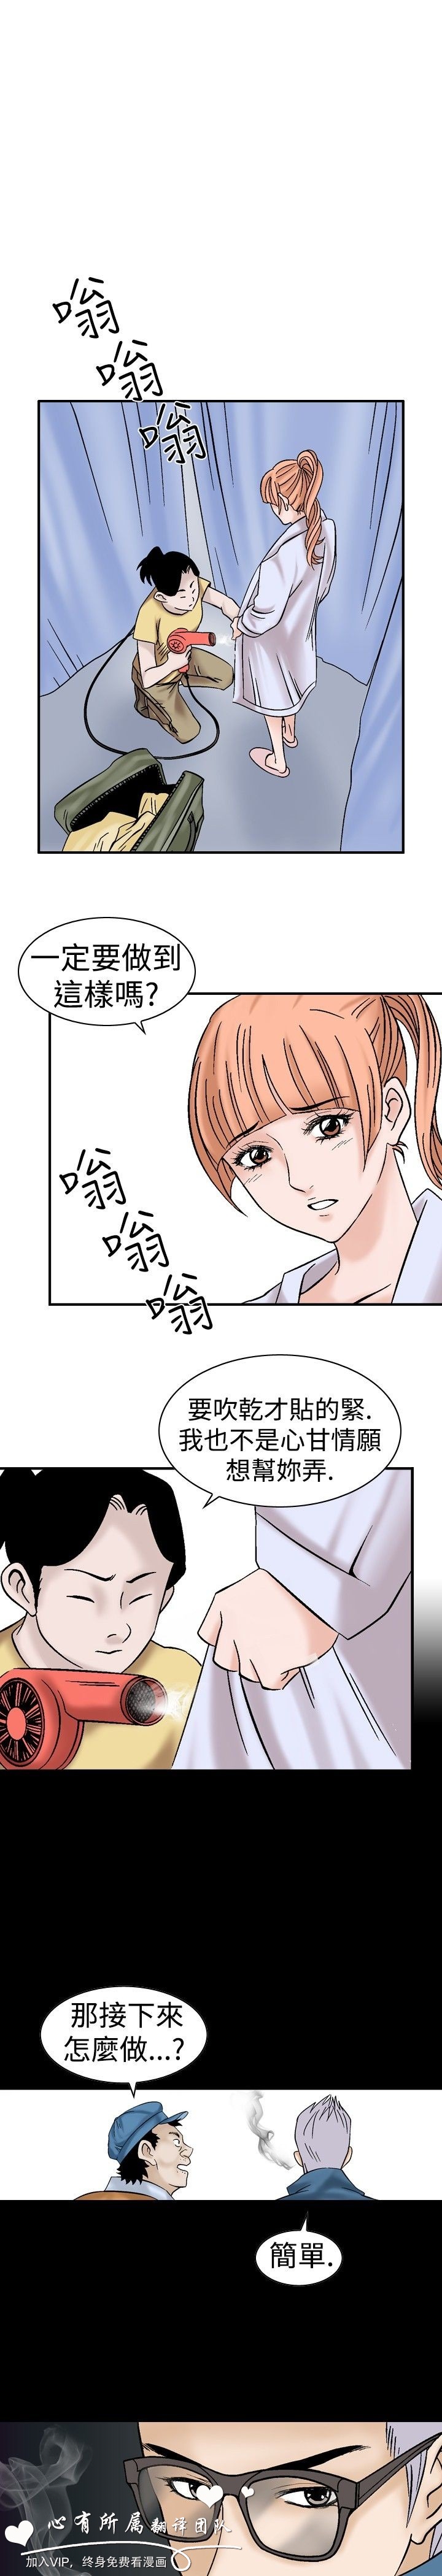 嗡
嗡
嗡
一定要做到
這樣嗎?
嗡
嗡
嗡
要吹乾才貼的緊.
我也不是心甘情願
想幫妳弄.
那接下來
怎麼做...?
簡單.
心有所属翻译团队
加入VIP，终身免费看漫画